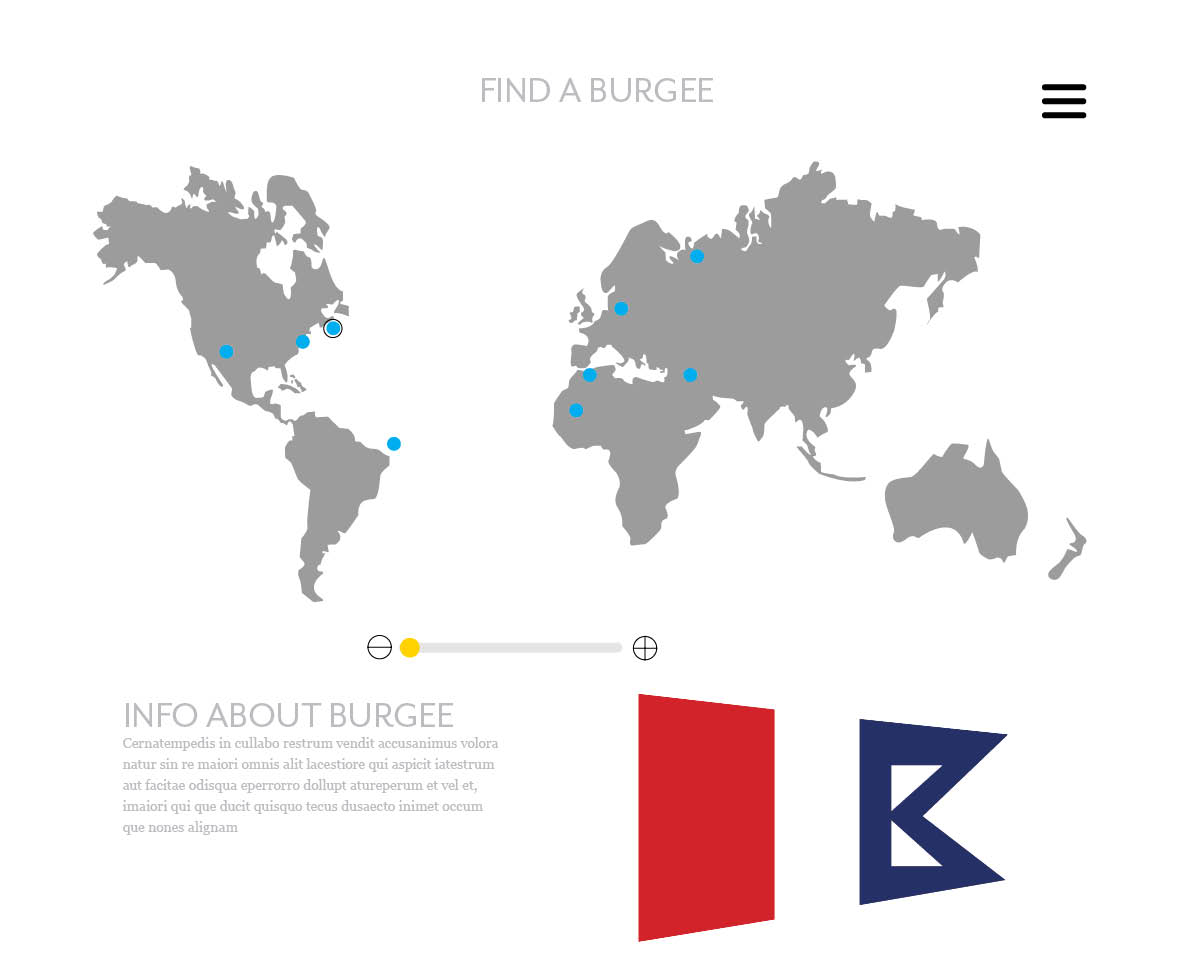 FIND A BURGEE
INFO ABOUT BURGEE
Cernatempedis in cullabo restrum vendit accusanimus volora
natur sin re maiori omnis alit lacestiore qui aspicit iatestrum
aut facitae odisqua eperrorro dollupt atureperum et vel et,
imaiori qui que ducit quisquo tecus dusaecto inimet occum
que nones alignam